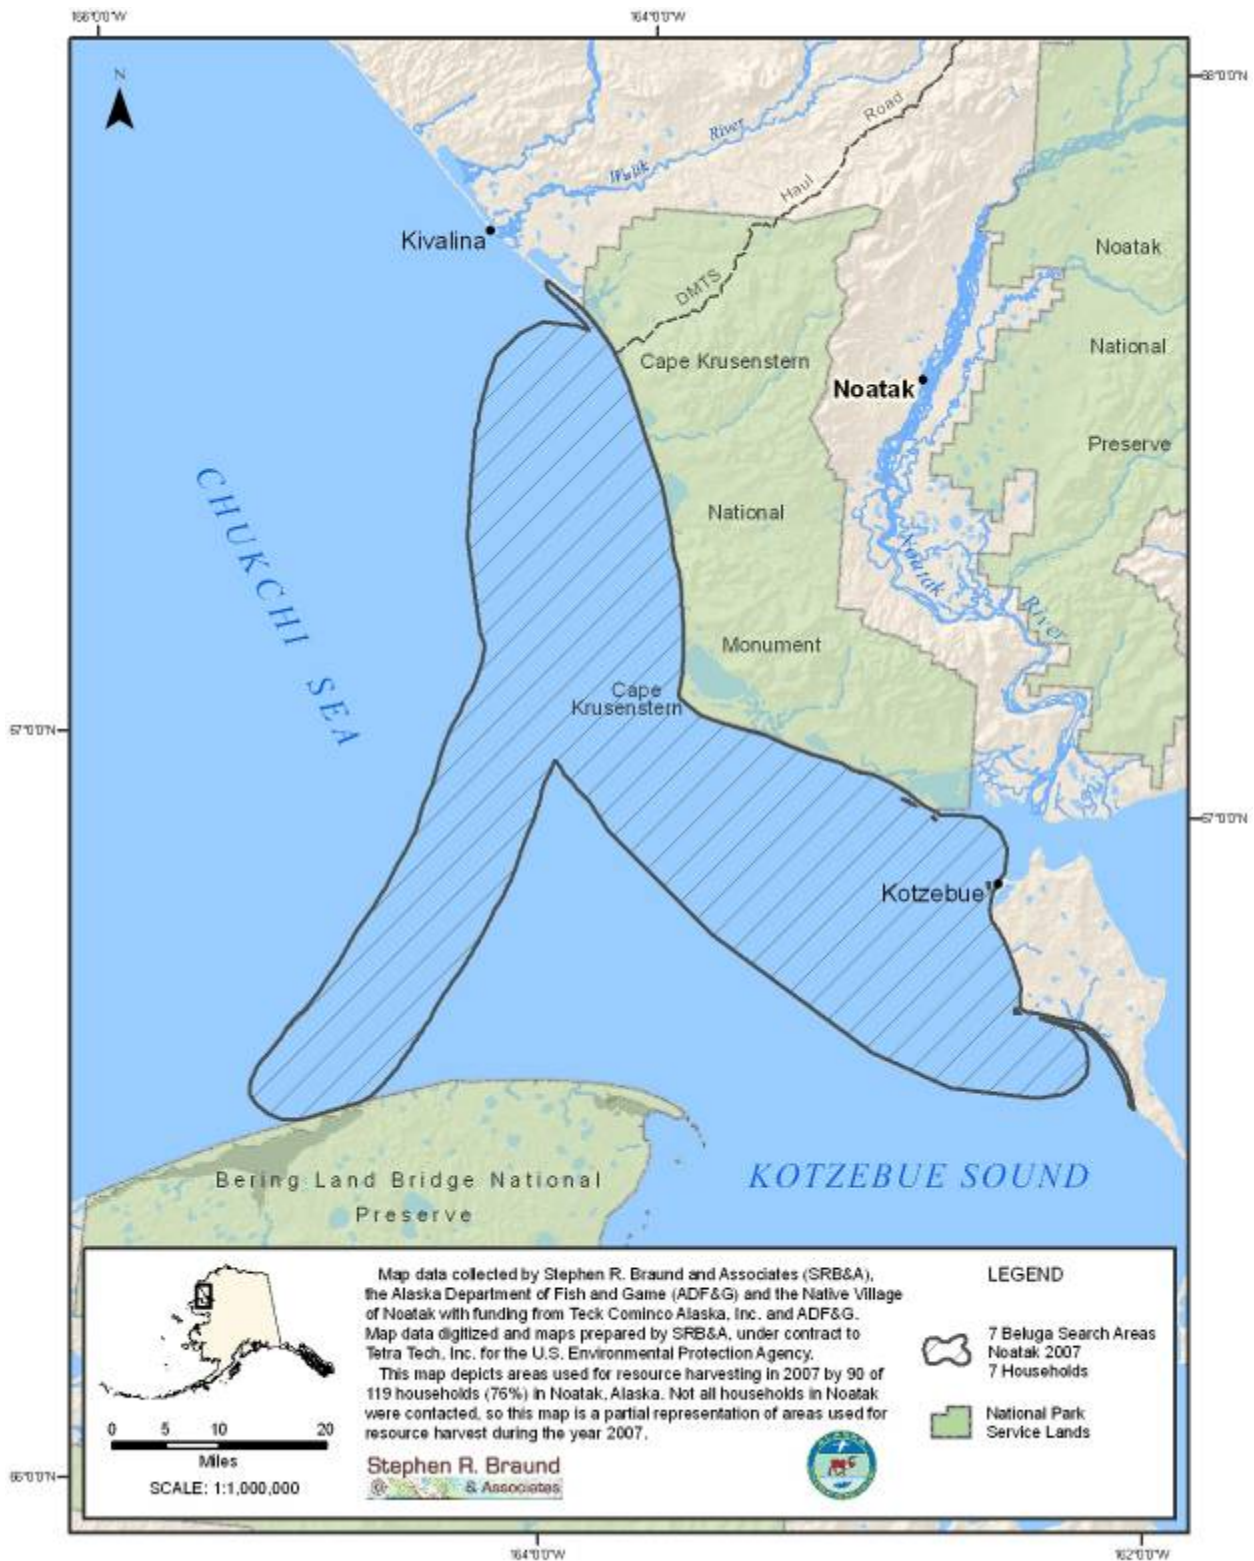 166°0'0"W
164°0'0"W
68°0'0"N
N
Road
River
Wulik
Haul
Kivalina
Noatak
DMTS
National
Cape Krusenstern
Noatak
Preserve
CHUKCHI SEA
National
Noatak
River
Monument
Cape
Krusenstern
67°0'0"N
67°0'0"N
Kotzebue
KOTZEBUE SOUND
Bering Land Bridge National
Preserve
Map data collected by Stephen R. Braund and Associates (SRB&A),
the Alaska Department of Fish and Game (ADF&G) and the Native Village
of Noatak with funding from Teck Cominco Alaska, Inc. and ADF&G.
Map data digitized and maps prepared by SRB&A, under contract to
Tetra Tech, Inc. for the U.S. Environmental Protection Agency.
This map depicts areas used for resource harvesting in 2007 by 90 of
119 households (76%) in Noatak, Alaska. Not all households in Noatak
were contacted, so this map is a partial representation of areas used for
resource harvest during the year 2007.
LEGEND
7 Beluga Search Areas
Noatak 2007
7 Households
National Park
Service Lands
0 5 10 20
Miles
SCALE: 1:1,000,000
Stephen R. Braund
& Associates
ALASKA
66°0'0"N
164°0'0"W
162°0'0"W